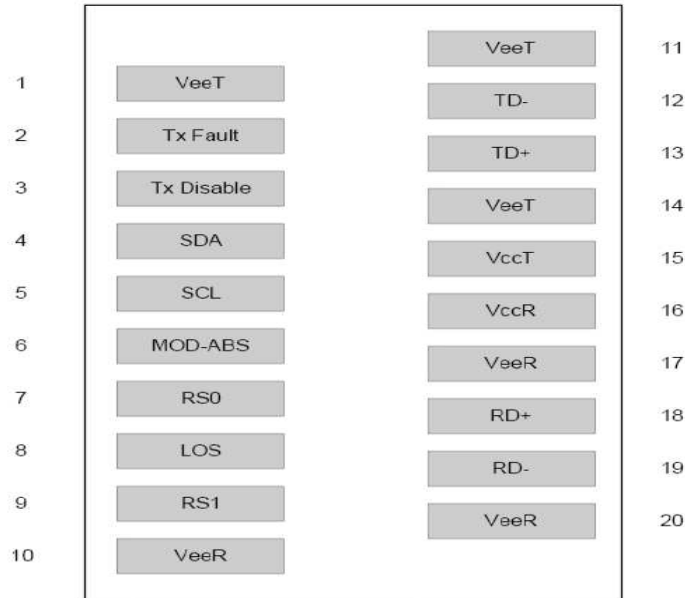 VeeT 11
1 VeeT
TD- 12
2 Tx Fault
TD+ 13
3 Tx Disable
VeeT 14
4 SDA
VccT 15
5 SCL
VccR 16
6 MOD-ABS
VeeR 17
7 RS0
RD+ 18
8 LOS
RD- 19
9 RS1
VeeR 20
10 VeeR